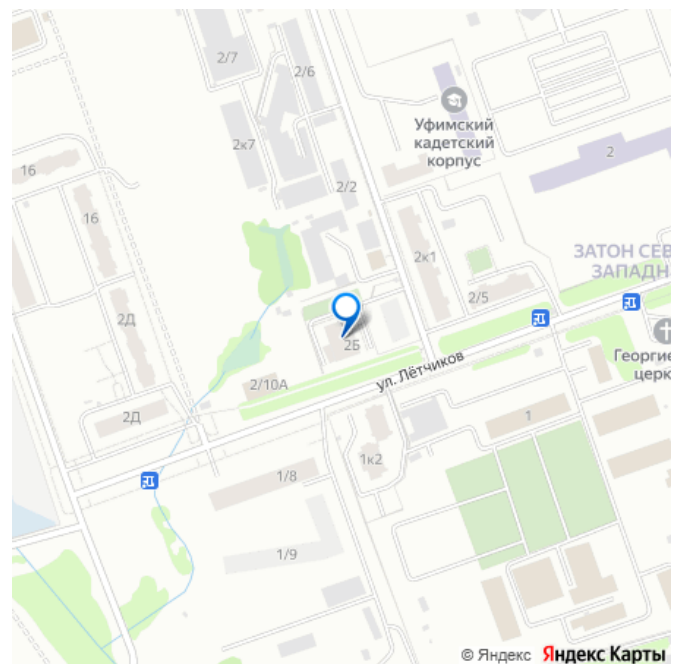 2/7
2/6
Уфимский
кадетский
корпус
2к7
2
16
2/2
16
2к1
ЗАТОН СЕВ
ЗАПАДН
2/5
2Д
2Б
Георгие
церк
ул. Лётчиков
2/10А
2Д
1
1к2
1/8
1/9
© Яндекс Яндекс Карты